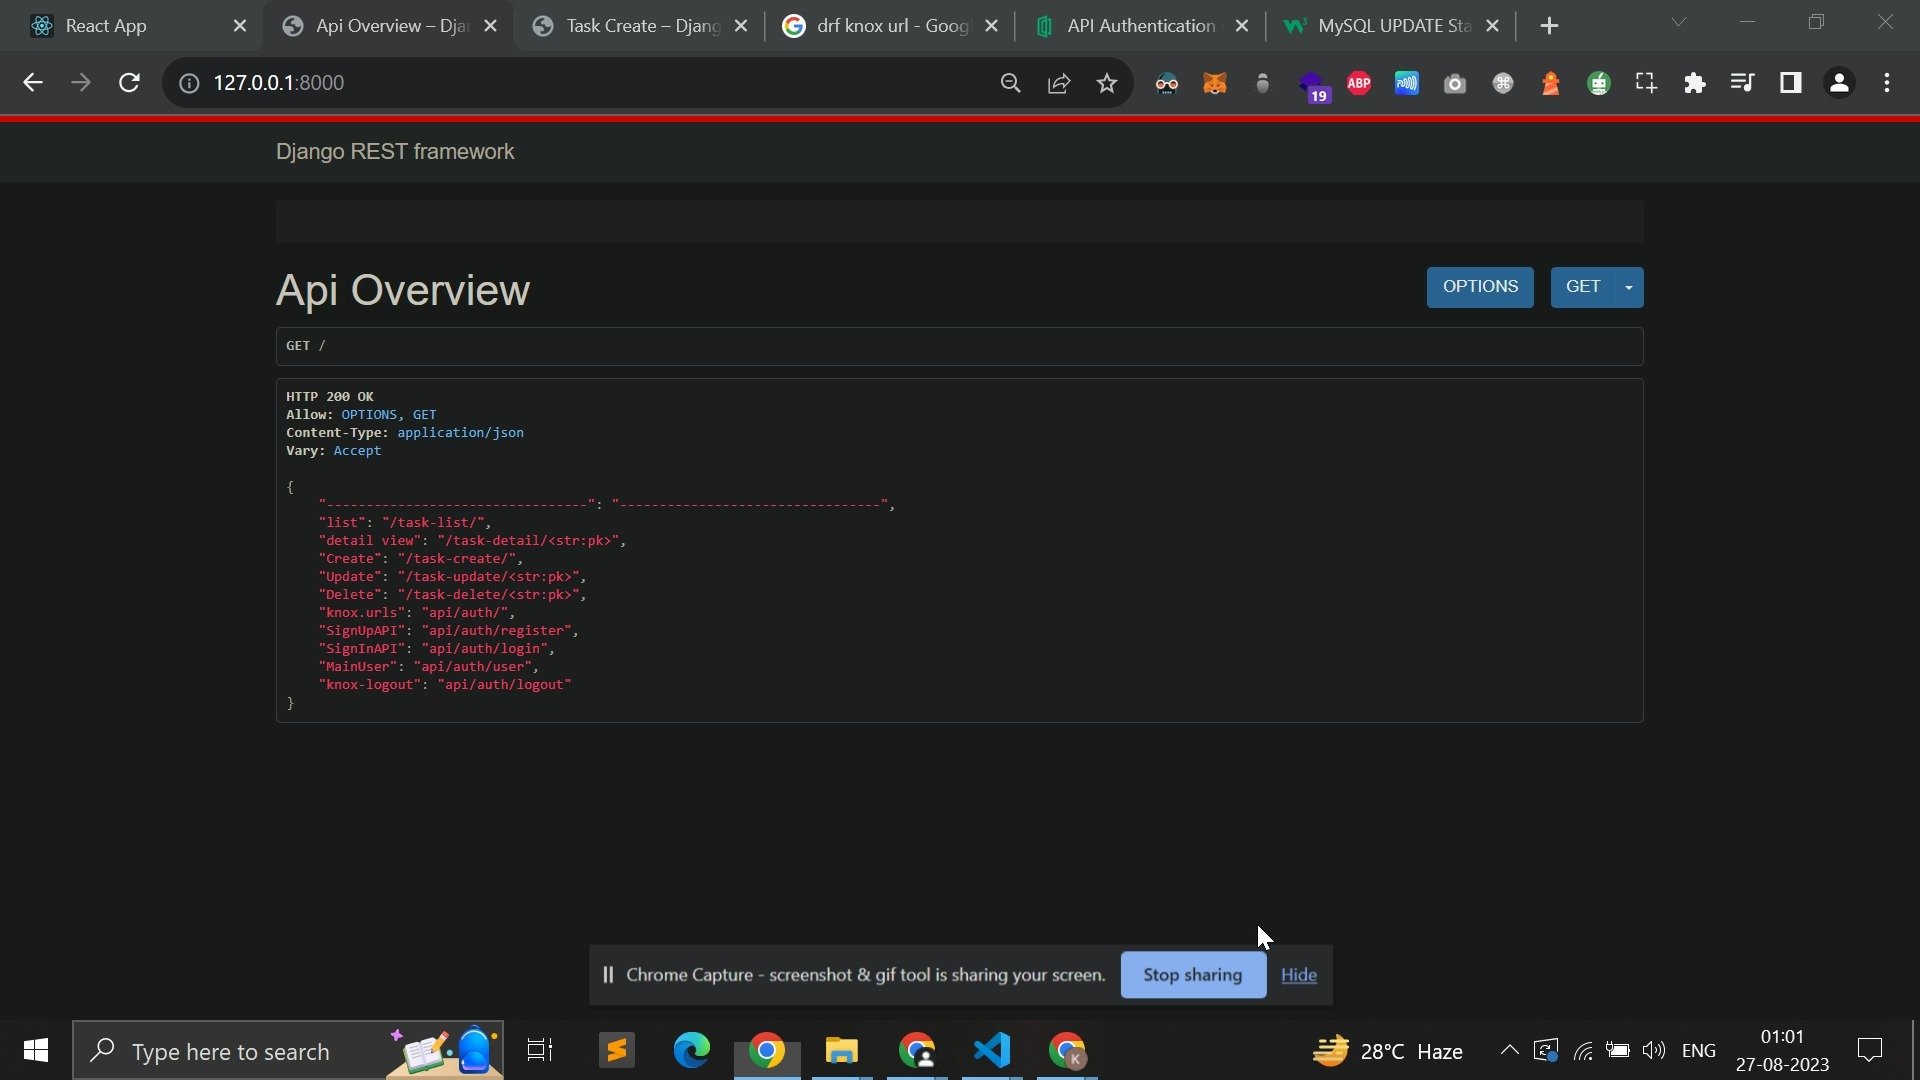 React App
Api Overview – Djan
Task Create – Djang
drf knox url - Goog
API Authentication
MySQL UPDATE Sta
127.0.0.1:8000
19
ABP
Django REST framework
Api Overview
OPTIONS
GET
GET /
HTTP 200 OK
Allow: OPTIONS, GET
Content-Type: application/json
Vary: Accept
{
"---------------------------------": "---------------------------------",
"list": "/task-list/",
"detail view": "/task-detail/<str:pk>",
"Create": "/task-create/",
"Update": "/task-update/<str:pk>",
"Delete": "/task-delete/<str:pk>",
"knox.urls": "api/auth/",
"SignUpAPI": "api/auth/register",
"SignInAPI": "api/auth/login",
"MainUser": "api/auth/user",
"knox-logout": "api/auth/logout"
}
Chrome Capture - screenshot & gif tool is sharing your screen.
Stop sharing
Hide
Type here to search
K
28°C Haze
ENG
01:01
27-08-2023